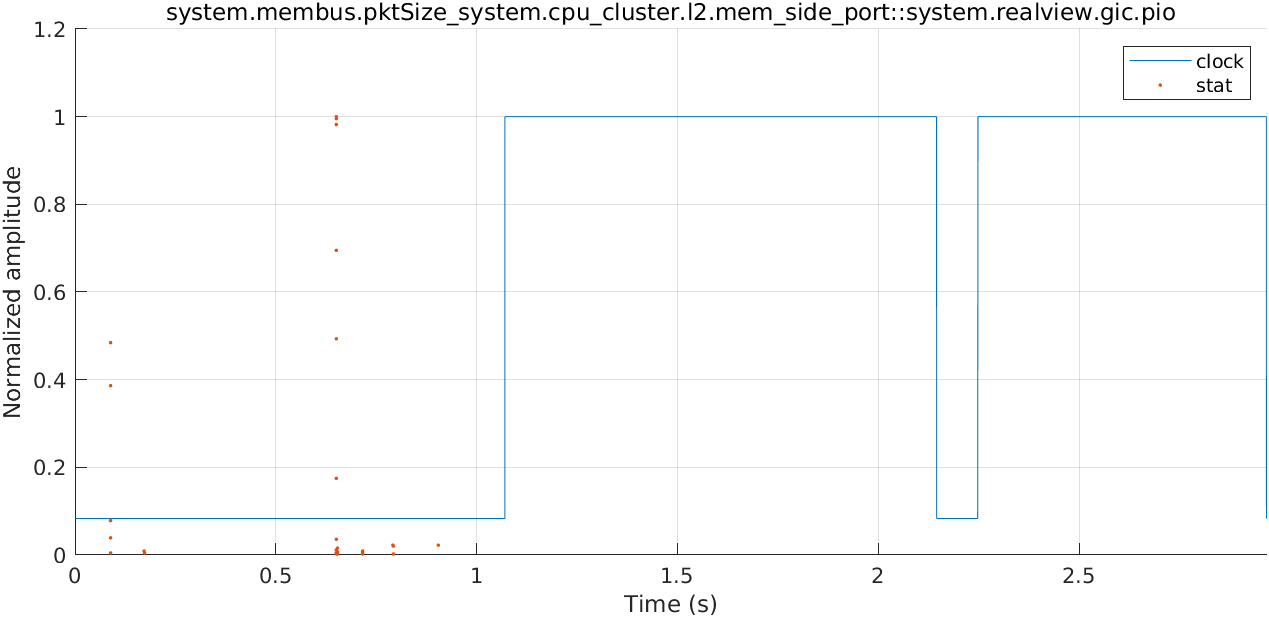 system.membus.pktSize_system.cpu_cluster.l2.mem_side_port::system.realview.gic.pio
1.2
1
0.8
0.6
0.4
0.2
0
Normalized amplitude
clock
stat
0 0.5 1 1.5 2 2.5
Time (s)